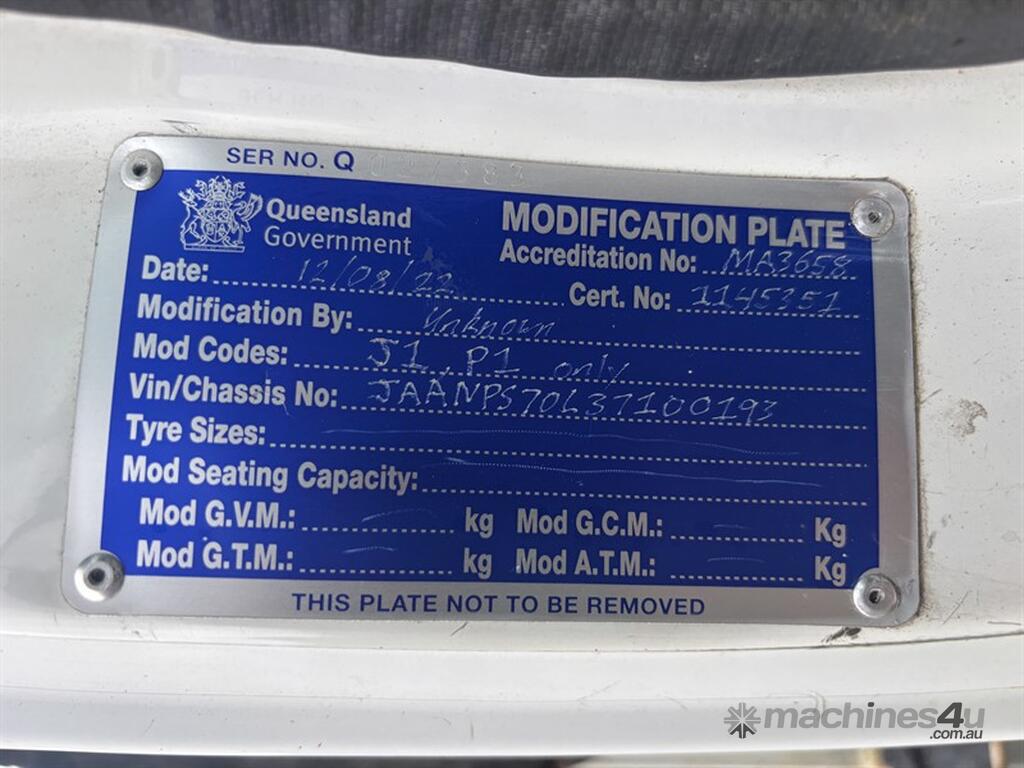 SER NO. Q
Queensland Government
MODIFICATION PLATE
Accreditation No: MA3658
Date: 12/08/22
Cert. No: 1145351
Modification By: Unknown
Mod Codes: J1, P1 only
Vin/Chassis No: JAANPS70L37100193
Tyre Sizes:
Mod Seating Capacity:
Mod G.V.M.: kg Mod G.C.M.: Kg
Mod G.T.M.: kg Mod A.T.M.: Kg
THIS PLATE NOT TO BE REMOVED
machines4u
.com.au